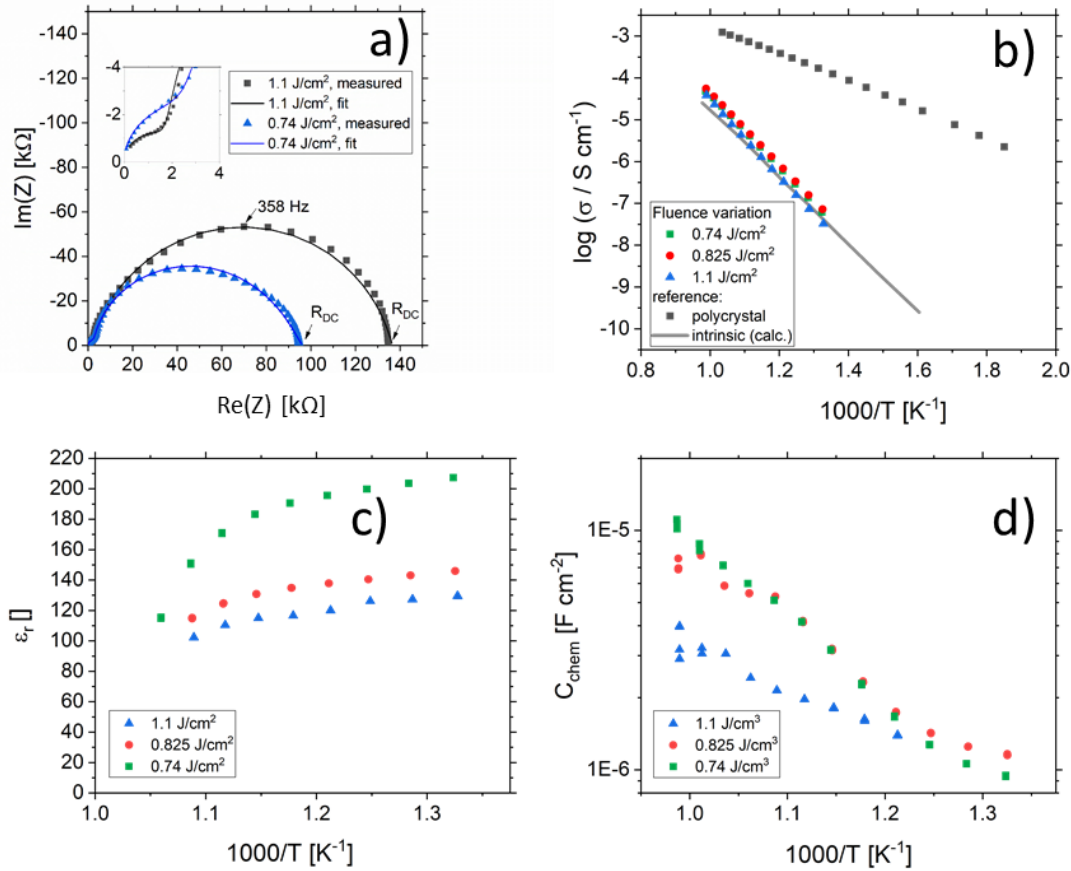 a)
-140
-120
-100
-80
-60
-40
-20
0
Im(Z) [kΩ]
-4
-2
0
0 2 4
1.1 J/cm², measured
1.1 J/cm², fit
0.74 J/cm², measured
0.74 J/cm², fit
358 Hz
R_DC
R_DC
0 20 40 60 80 100 120 140
Re(Z) [kΩ]
b)
-3
-4
-5
-6
-7
-8
-9
-10
log (σ / S cm⁻¹)
Fluence variation
0.74 J/cm²
0.825 J/cm²
1.1 J/cm²
reference:
polycrystal
intrinsic (calc.)
1.0 1.2 1.4 1.6 1.8 2.0
1000/T [K⁻¹]
c)
220
200
180
160
140
120
100
80
60
40
20
0
ε_r []
1.1 J/cm²
0.825 J/cm²
0.74 J/cm²
1.0 1.1 1.2 1.3
1000/T [K⁻¹]
d)
1E-5
1E-6
C_chem [F cm⁻²]
1.1 J/cm³
0.825 J/cm³
0.74 J/cm³
1.0 1.1 1.2 1.3
1000/T [K⁻¹]